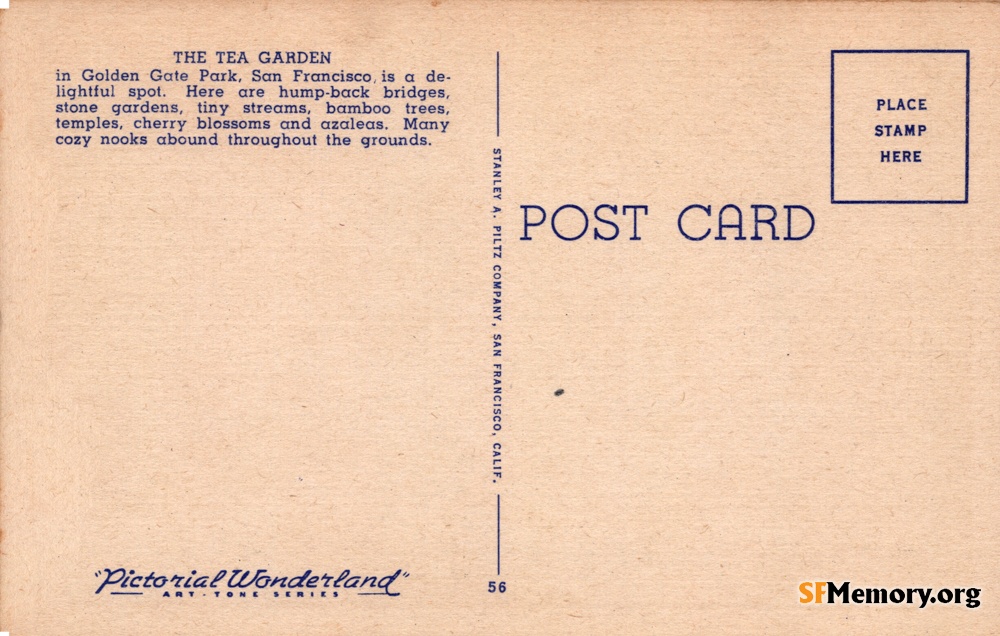 THE TEA GARDEN
in Golden Gate Park, San Francisco, is a de-
lightful spot. Here are hump-back bridges,
stone gardens, tiny streams, bamboo trees,
temples, cherry blossoms and azaleas. Many
cozy nooks abound throughout the grounds.
"Pictorial Wonderland"
ART-TONE SERIES
STANLEY A. PILTZ COMPANY, SAN FRANCISCO, CALIF.
56
POST CARD
PLACE
STAMP
HERE
SFMemory.org